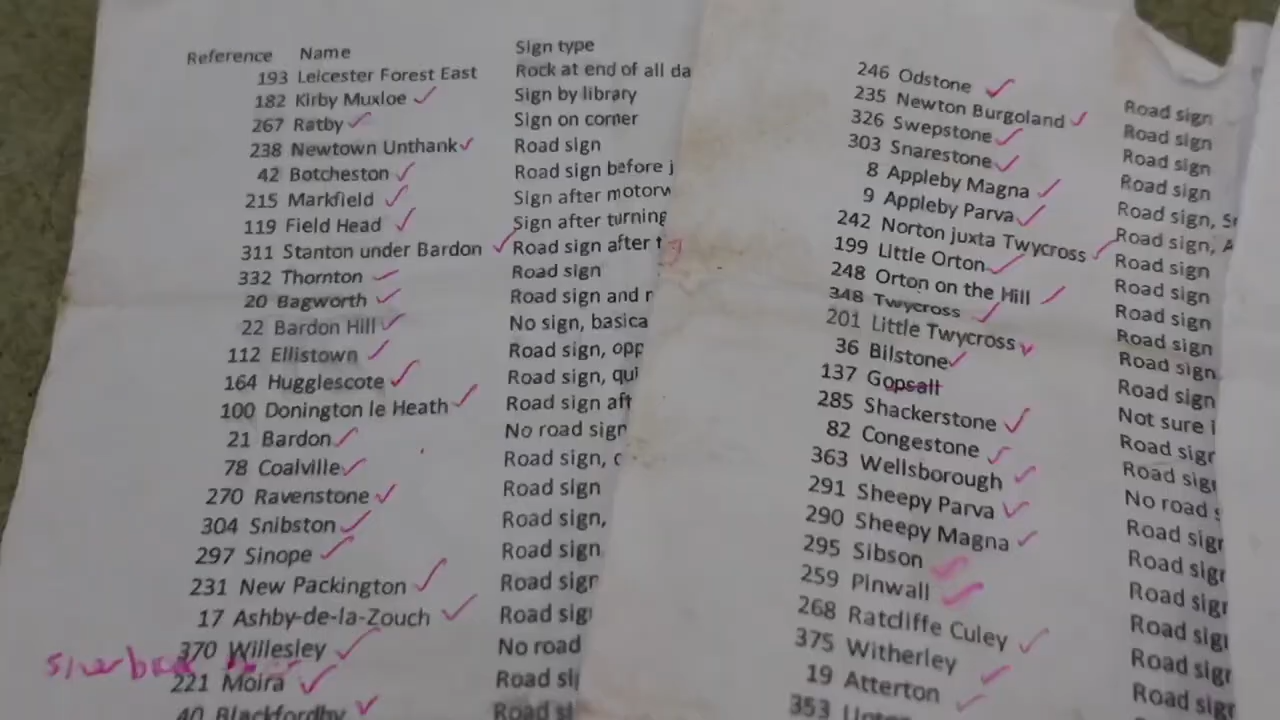 Reference Name Sign type
193 Leicester Forest East Rock at end of all da
182 Kirby Muxloe Sign by library
267 Ratby Sign on corner
238 Newtown Unthank Road sign
42 Botcheston Road sign before j
215 Markfield Sign after motorw
119 Field Head Sign after turning
311 Stanton under Bardon Road sign after t
332 Thornton Road sign
20 Bagworth Road sign and
22 Bardon Hill No sign, basica
112 Ellistown Road sign, opp
164 Hugglescote Road sign, qui
100 Donington le Heath Road sign aft
21 Bardon No road sign
78 Coalville Road sign,
270 Ravenstone Road sign
304 Snibston Road sign,
297 Sinope Road sign
231 New Packington Road sign
17 Ashby-de-la-Zouch Road sig
370 Willesley No road
221 Moira Road si
40 Blackfordby Road si
246 Odstone Road sign
235 Newton Burgoland Road sign
326 Swepstone Road sign
303 Snarestone Road sign
8 Appleby Magna Road sign,
9 Appleby Parva Road sign,
242 Norton juxta Twycross Road sign
199 Little Orton Road sign
248 Orton on the Hill Road sign
348 Twycross Road sign
201 Little Twycross Road sign
36 Bilstone Road sign
137 Gopsall Not sure i
285 Shackerstone Road sign
82 Congestone Road sig
363 Wellsborough No road s
291 Sheepy Parva Road sign
290 Sheepy Magna Road sign
295 Sibson Road sign
259 Pinwall Road sign
268 Ratcliffe Culey Road sign
375 Witherley Road sign
19 Atterton
353